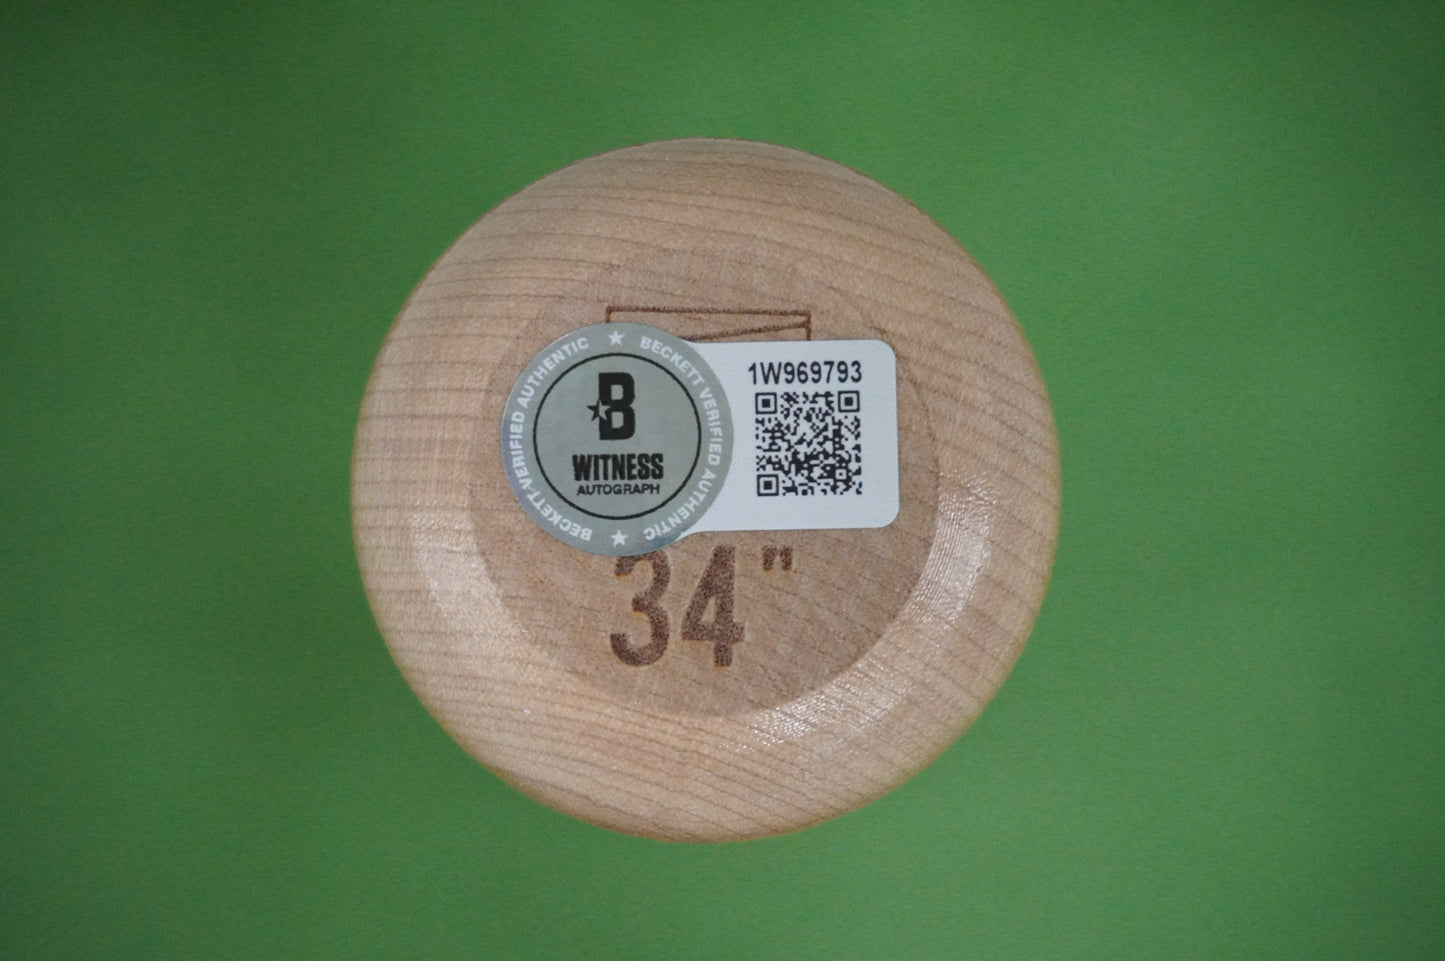 BECKETT VERIFIED AUTHENTIC ★ BECKETT VERIFIED AUTHENTIC ★
B
WITNESS
AUTOGRAPH
1W969793
34"